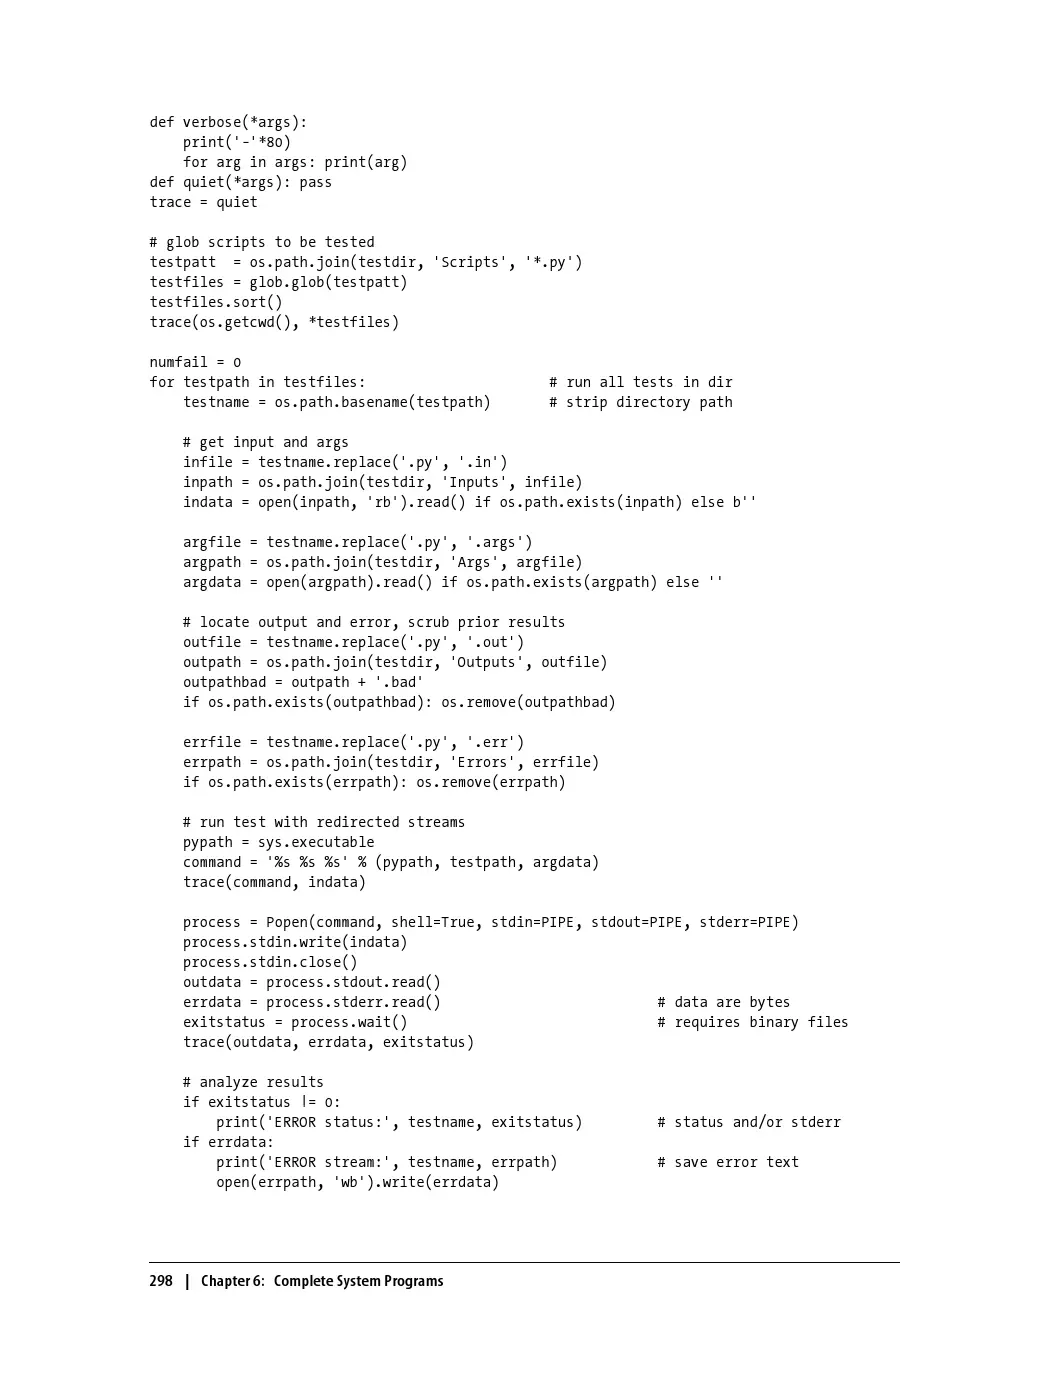 def verbose(*args):
    print('-'*80)
    for arg in args: print(arg)
def quiet(*args): pass
trace = quiet

# glob scripts to be tested
testpatt  = os.path.join(testdir, 'Scripts', '*.py')
testfiles = glob.glob(testpatt)
testfiles.sort()
trace(os.getcwd(), *testfiles)

numfail = 0
for testpath in testfiles:                      # run all tests in dir
    testname = os.path.basename(testpath)       # strip directory path

    # get input and args
    infile = testname.replace('.py', '.in')
    inpath = os.path.join(testdir, 'Inputs', infile)
    indata = open(inpath, 'rb').read() if os.path.exists(inpath) else b''

    argfile = testname.replace('.py', '.args')
    argpath = os.path.join(testdir, 'Args', argfile)
    argdata = open(argpath).read() if os.path.exists(argpath) else ''

    # locate output and error, scrub prior results
    outfile = testname.replace('.py', '.out')
    outpath = os.path.join(testdir, 'Outputs', outfile)
    outpathbad = outpath + '.bad'
    if os.path.exists(outpathbad): os.remove(outpathbad)

    errfile = testname.replace('.py', '.err')
    errpath = os.path.join(testdir, 'Errors', errfile)
    if os.path.exists(errpath): os.remove(errpath)

    # run test with redirected streams
    pypath = sys.executable
    command = '%s %s %s' % (pypath, testpath, argdata)
    trace(command, indata)

    process = Popen(command, shell=True, stdin=PIPE, stdout=PIPE, stderr=PIPE)
    process.stdin.write(indata)
    process.stdin.close()
    outdata = process.stdout.read()
    errdata = process.stderr.read()                          # data are bytes
    exitstatus = process.wait()                              # requires binary files
    trace(outdata, errdata, exitstatus)

    # analyze results
    if exitstatus != 0:
        print('ERROR status:', testname, exitstatus)         # status and/or stderr
    if errdata:
        print('ERROR stream:', testname, errpath)            # save error text
        open(errpath, 'wb').write(errdata)

298 | Chapter 6: Complete System Programs